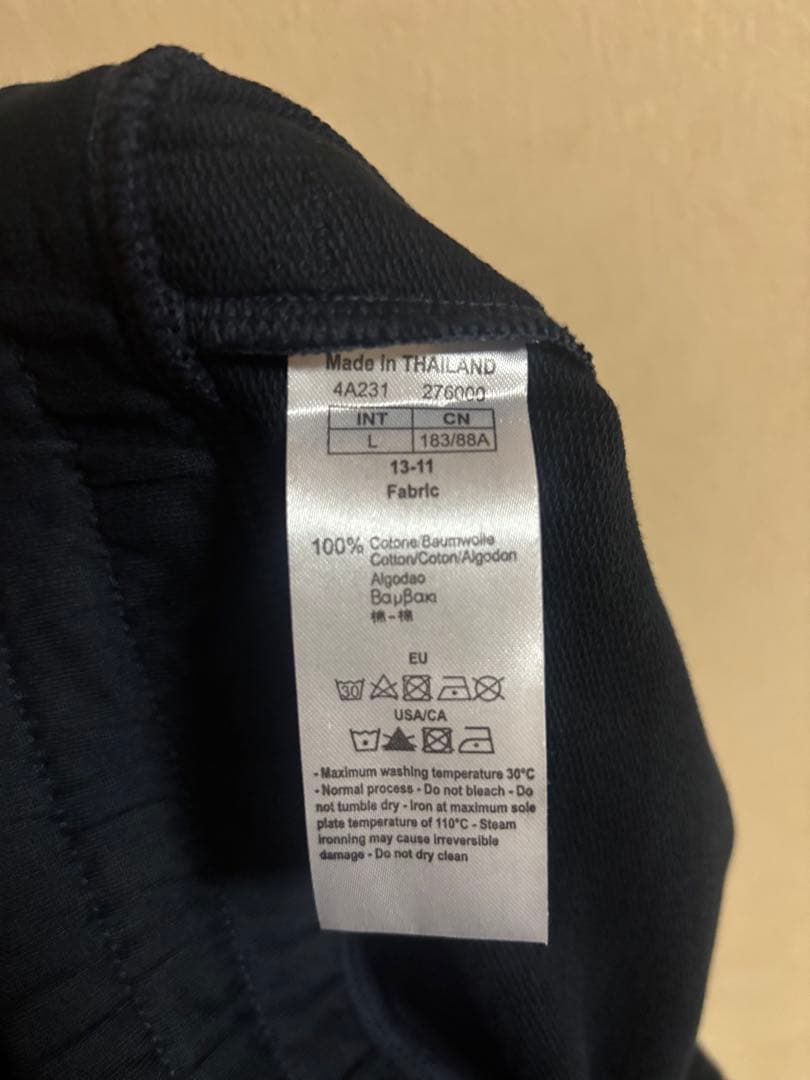 Made in THAILAND
4A231 276000
INT CN
L 183/88A
13-11
Fabric
100% Cotone/Baumwolle
Cotton/Coton/Algodon
Algodao
Βαμβακι
棉-棉
EU
30
USA/CA
- Maximum washing temperature 30°C
- Normal process - Do not bleach - Do
not tumble dry - Iron at maximum sole
plate temperature of 110°C - Steam
ironning may cause irreversible
damage - Do not dry clean